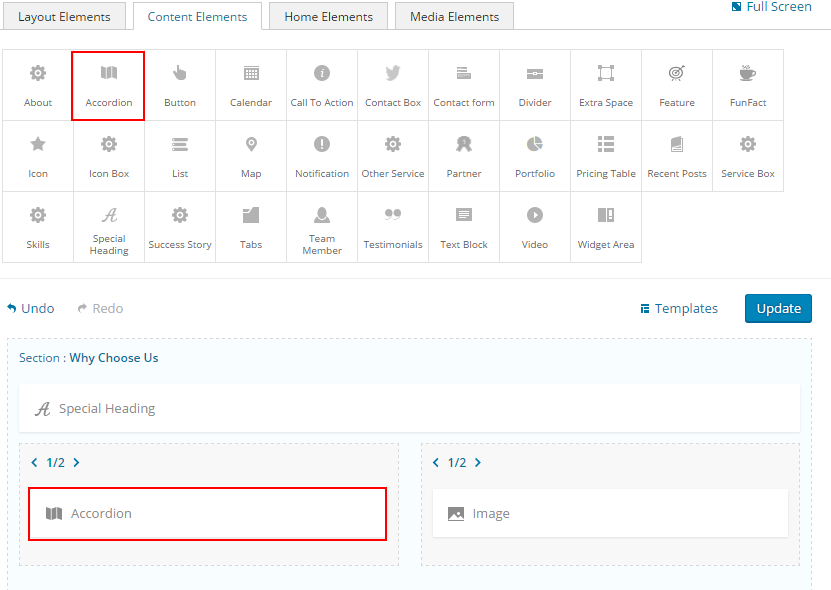 Layout Elements Content Elements Home Elements Media Elements Full Screen
About Accordion Button Calendar Call To Action Contact Box Contact form Divider Extra Space Feature FunFact
Icon Icon Box List Map Notification Other Service Partner Portfolio Pricing Table Recent Posts Service Box
Skills Special Heading Success Story Tabs Team Member Testimonials Text Block Video Widget Area
Undo Redo Templates Update
Section : Why Choose Us
Special Heading
1/2 1/2
Accordion Image